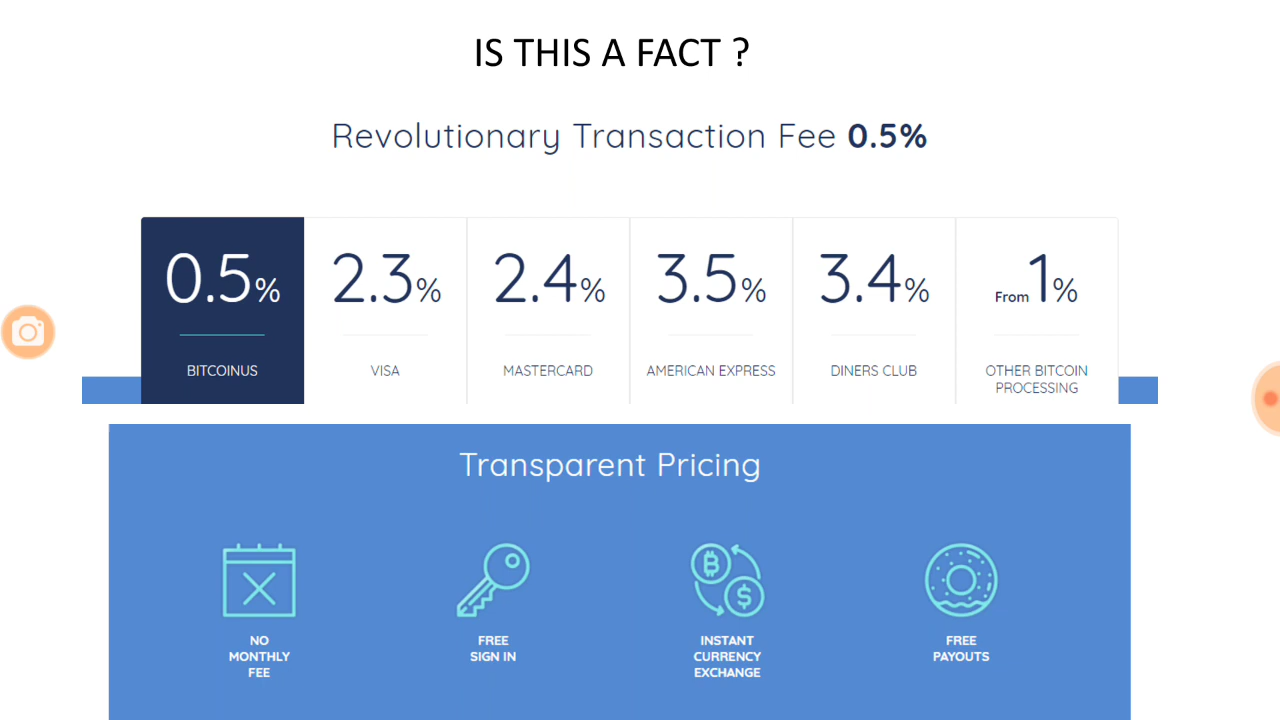 IS THIS A FACT ?
Revolutionary Transaction Fee 0.5%
0.5%
2.3%
2.4%
3.5%
3.4%
From 1%
BITCOINUS
VISA
MASTERCARD
AMERICAN EXPRESS
DINERS CLUB
OTHER BITCOIN
PROCESSING
Transparent Pricing
NO
MONTHLY
FEE
FREE
SIGN IN
INSTANT
CURRENCY
EXCHANGE
FREE
PAYOUTS